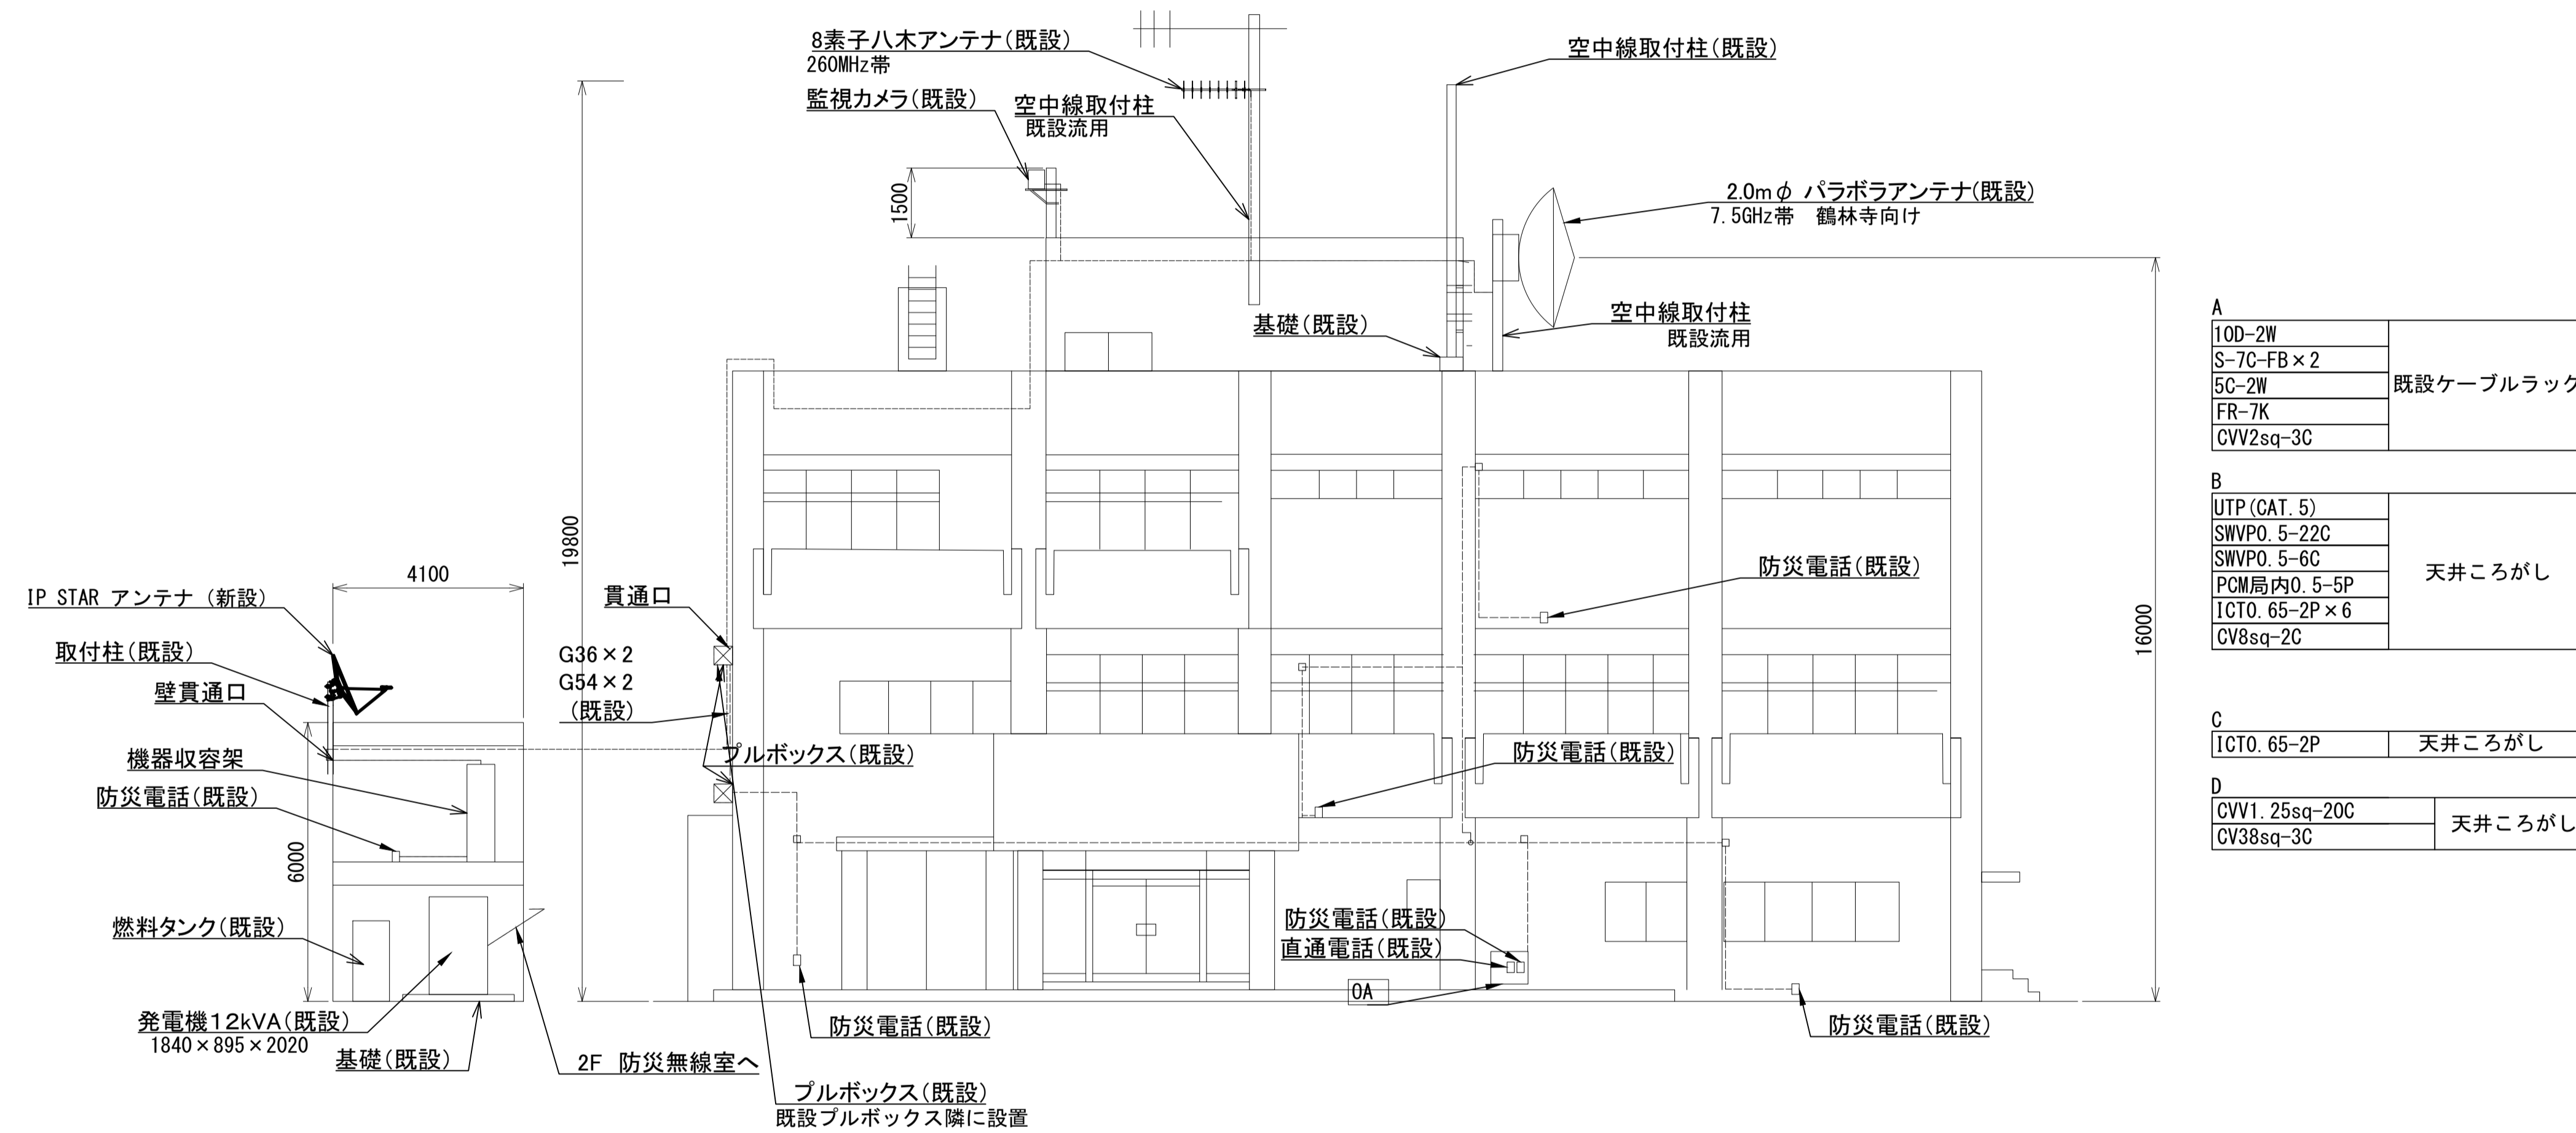 8素子八木アンテナ(既設)
260MHz帯
監視カメラ(既設)
空中線取付柱
既設流用
空中線取付柱(既設)
1500
2.0mφ パラボラアンテナ(既設)
7.5GHz帯 鶴林寺向け
基礎(既設)
空中線取付柱
既設流用
19800
16000
4100
6000
IP STAR アンテナ (新設)
取付柱(既設)
壁貫通口
機器収容架
防災電話(既設)
燃料タンク(既設)
発電機12kVA(既設)
1840×895×2020
基礎(既設)
2F 防災無線室へ
貫通口
G36×2
G54×2
(既設)
プルボックス(既設)
防災電話(既設)
防災電話(既設)
防災電話(既設)
直通電話(既設)
OA
防災電話(既設)
防災電話(既設)
プルボックス(既設)
既設プルボックス隣に設置
A
10D-2W
S-7C-FB×2
5C-2W
FR-7K
CVV2sq-3C
既設ケーブルラック
B
UTP(CAT.5)
SWVP0.5-22C
SWVP0.5-6C
PCM局内0.5-5P
ICT0.65-2P×6
CV8sq-2C
天井ころがし
C
ICT0.65-2P 天井ころがし
D
CVV1.25sq-20C
CV38sq-3C
天井ころがし